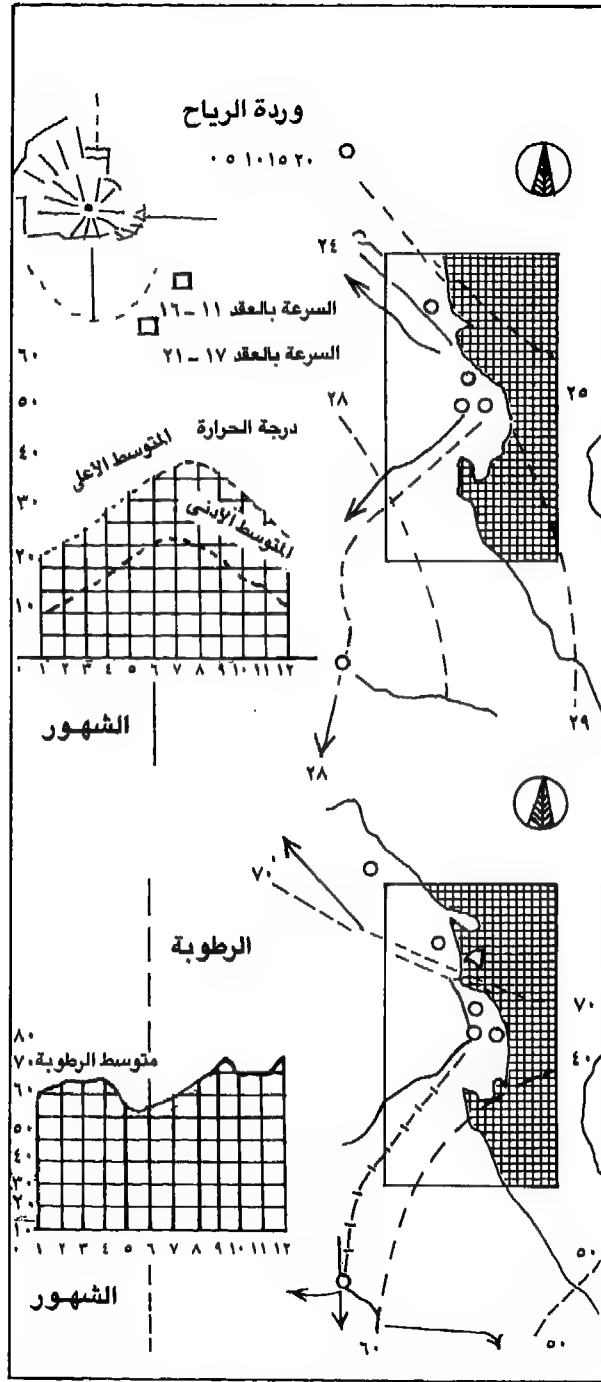 وردة الرياح
٠ ٥ ١٠ ١٥ ٢٠
٢٤
السرعة بالعقد ١١ – ١٦
السرعة بالعقد ١٧ – ٢١
٢٥
٢٨
درجة الحرارة
المتوسط الأعلى
المتوسط الأدنى
٦٠
٥٠
٤٠
٣٠
٢٠
١٠
٠ ١ ٢ ٣ ٤ ٥ ٦ ٧ ٨ ٩ ١٠ ١١ ١٢
الشهور
٢٩
٢٨
٧٠
الرطوبة
متوسط الرطوبة
٧٠
٤٠
٨٠
٧٠
٦٠
٥٠
٤٠
٣٠
٢٠
١٠
٠ ١ ٢ ٣ ٤ ٥ ٦ ٧ ٨ ٩ ١٠ ١١ ١٢
الشهور
٥٠
٥٠
٦٠